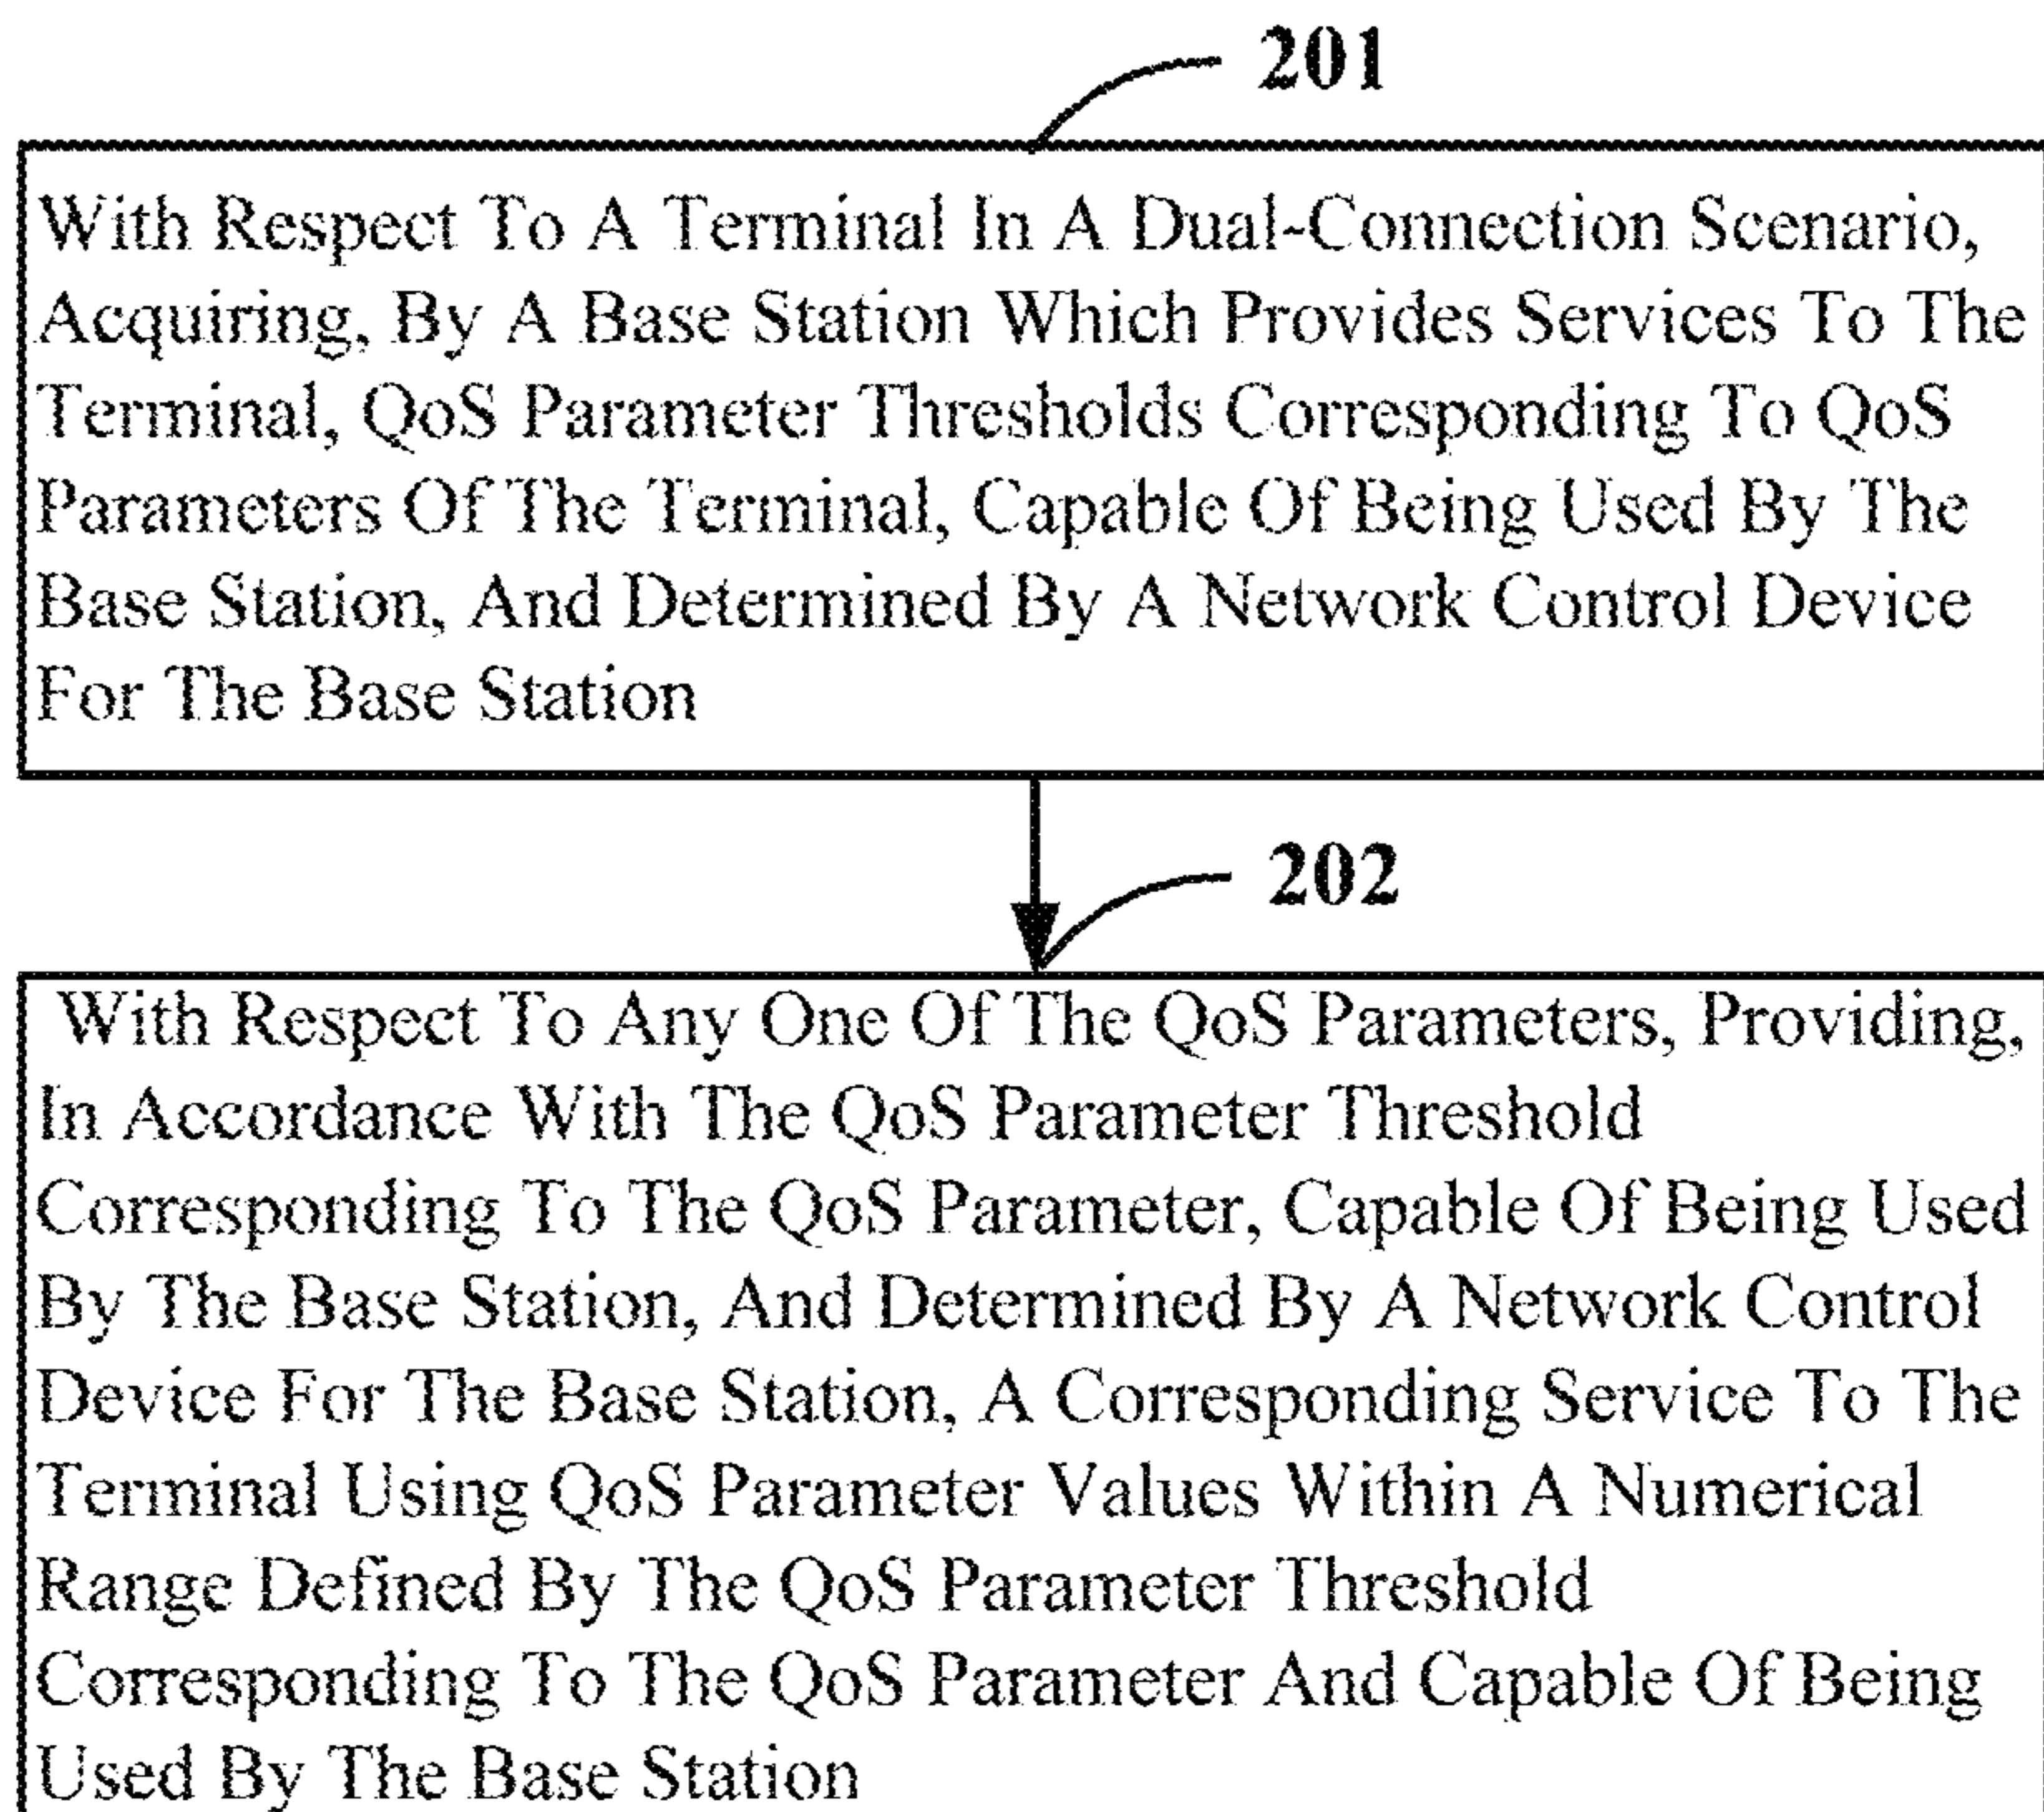 201
With Respect To A Terminal In A Dual-Connection Scenario,
Acquiring, By A Base Station Which Provides Services To The
Terminal, QoS Parameter Thresholds Corresponding To QoS
Parameters Of The Terminal, Capable Of Being Used By The
Base Station, And Determined By A Network Control Device
For The Base Station
202
With Respect To Any One Of The QoS Parameters, Providing,
In Accordance With The QoS Parameter Threshold
Corresponding To The QoS Parameter, Capable Of Being Used
By The Base Station, And Determined By A Network Control
Device For The Base Station, A Corresponding Service To The
Terminal Using QoS Parameter Values Within A Numerical
Range Defined By The QoS Parameter Threshold
Corresponding To The QoS Parameter And Capable Of Being
Used By The Base Station